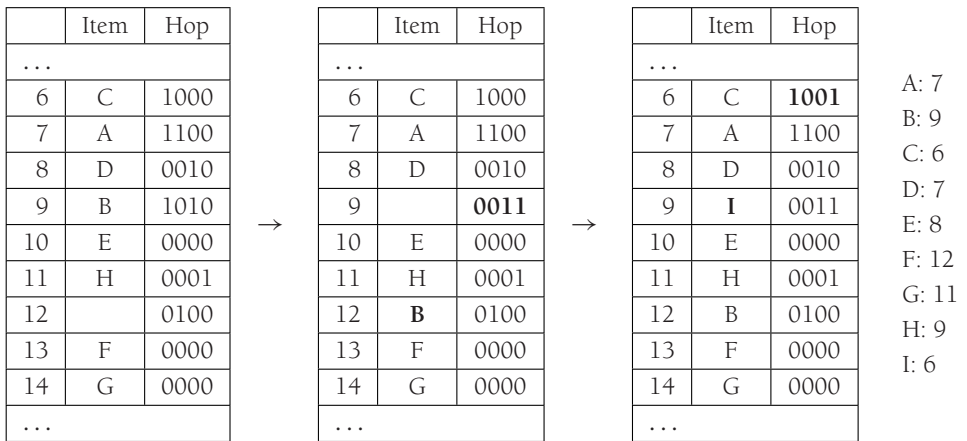 Item Hop
...
6 C 1000
7 A 1100
8 D 0010
9 B 1010
10 E 0000
11 H 0001
12 0100
13 F 0000
14 G 0000
...
→
Item Hop
...
6 C 1000
7 A 1100
8 D 0010
9 0011
10 E 0000
11 H 0001
12 B 0100
13 F 0000
14 G 0000
...
→
Item Hop
...
6 C 1001
7 A 1100
8 D 0010
9 I 0011
10 E 0000
11 H 0001
12 B 0100
13 F 0000
14 G 0000
...
A: 7
B: 9
C: 6
D: 7
E: 8
F: 12
G: 11
H: 9
I: 6